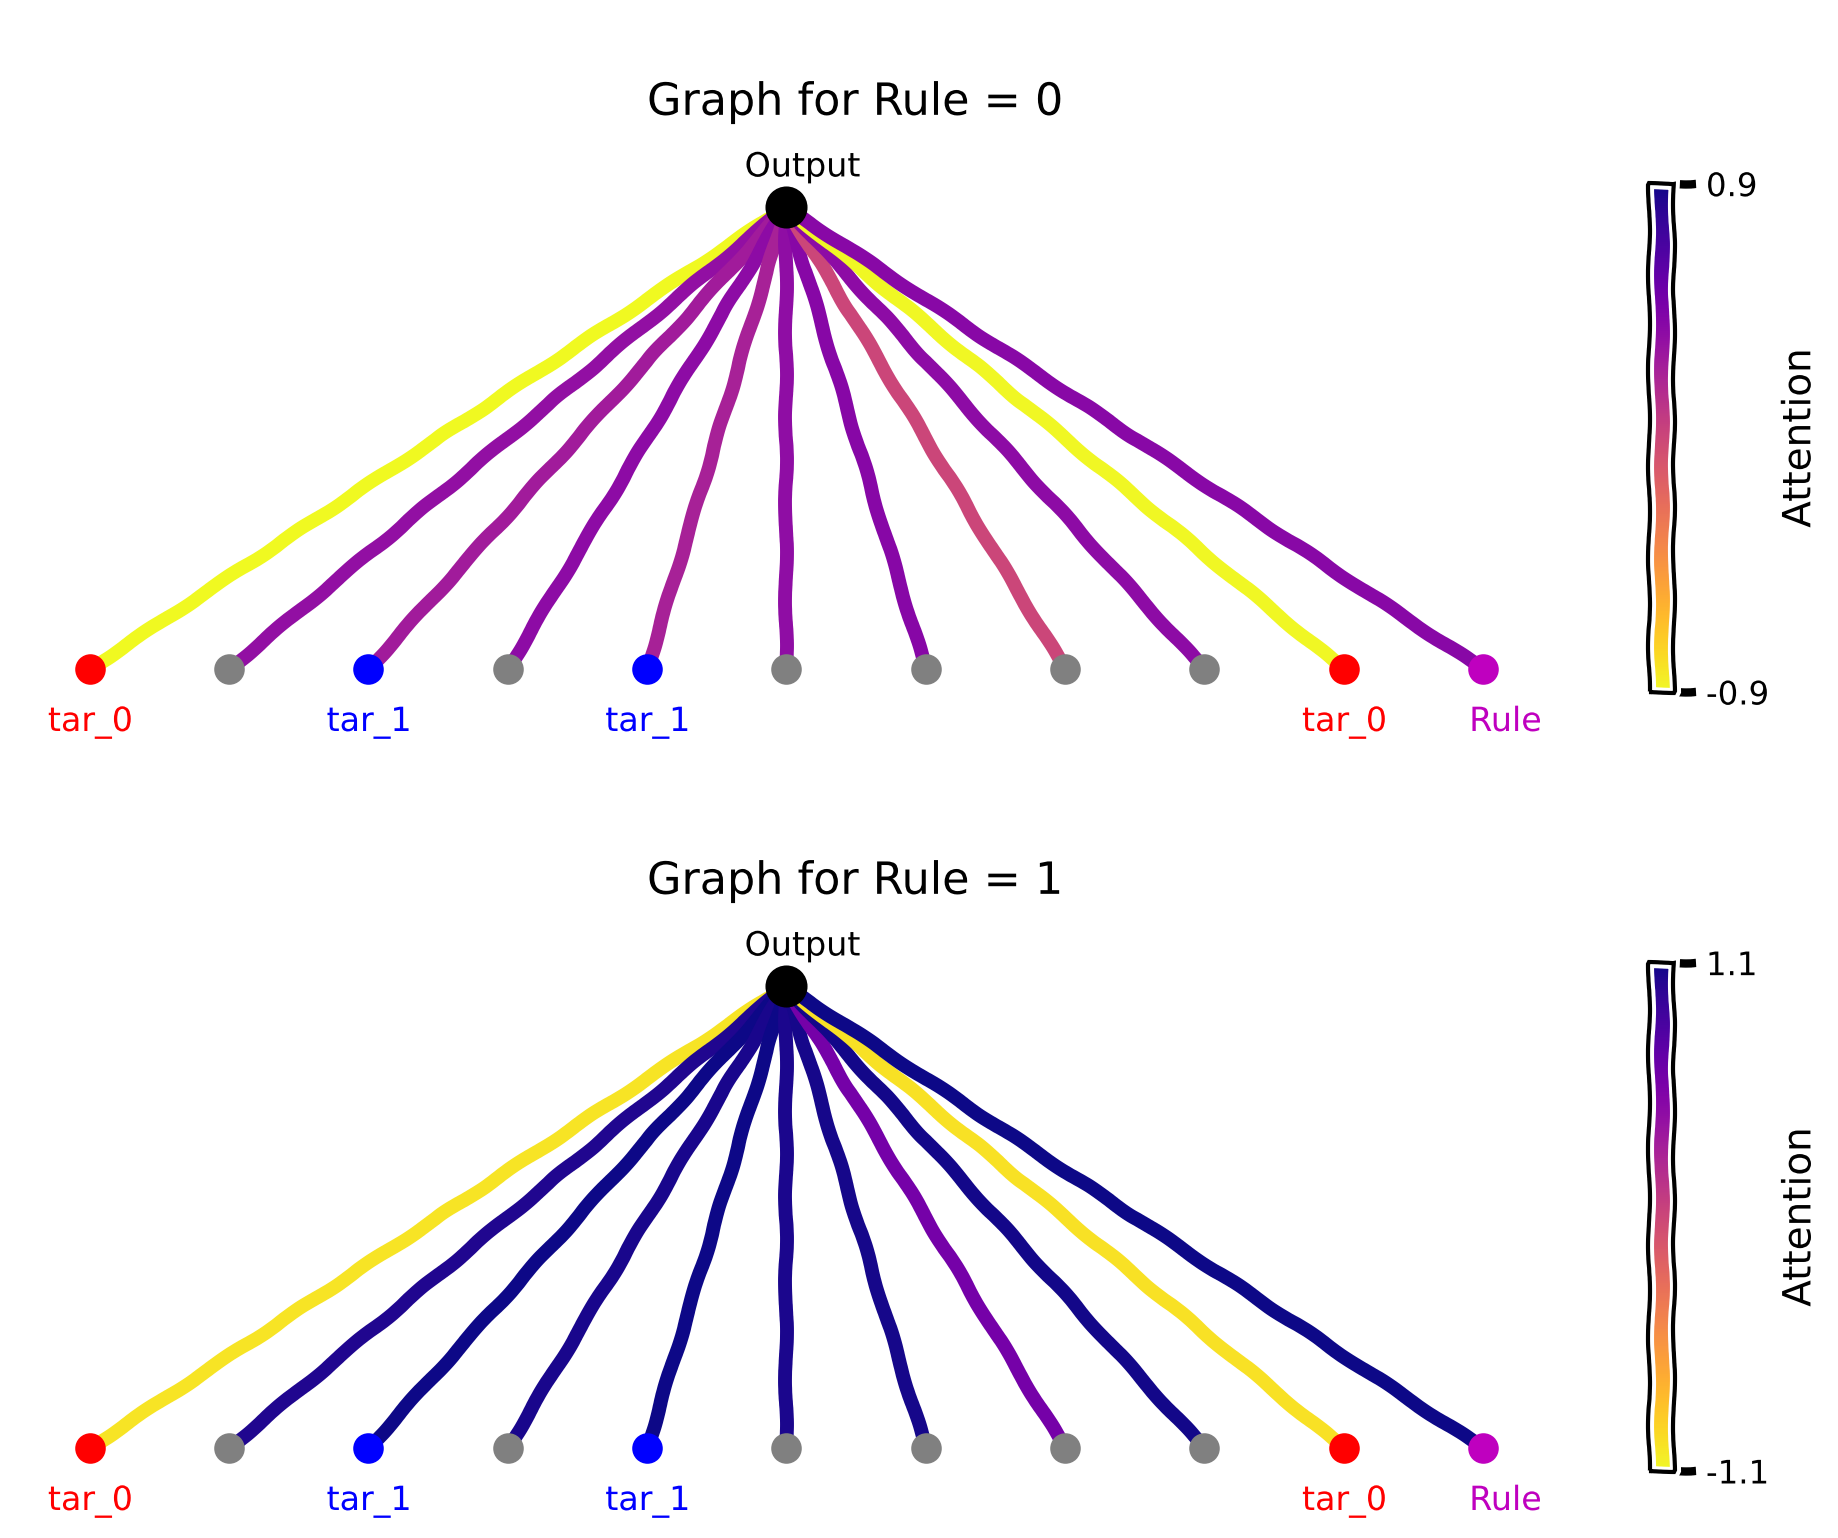 Graph for Rule = 0
Output
0.9
Attention
-0.9
tar_0
tar_1
tar_1
tar_0
Rule
Graph for Rule = 1
Output
1.1
Attention
-1.1
tar_0
tar_1
tar_1
tar_0
Rule